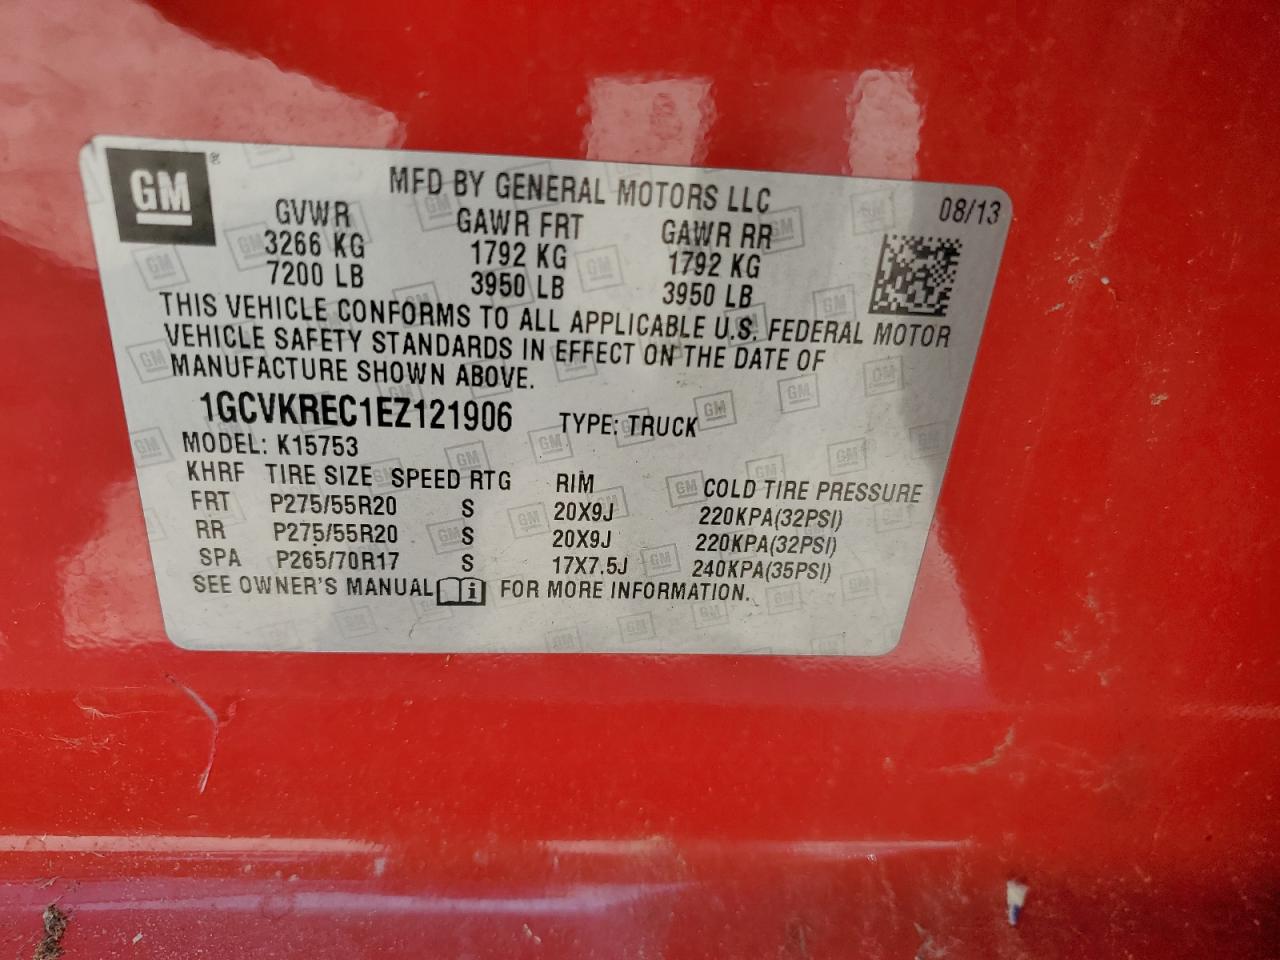 GM ®
MFD BY GENERAL MOTORS LLC
08/13
GVWR GAWR FRT GAWR RR
3266 KG 1792 KG 1792 KG
7200 LB 3950 LB 3950 LB
THIS VEHICLE CONFORMS TO ALL APPLICABLE U.S. FEDERAL MOTOR
VEHICLE SAFETY STANDARDS IN EFFECT ON THE DATE OF
MANUFACTURE SHOWN ABOVE.
1GCVKREC1EZ121906 TYPE: TRUCK
MODEL: K15753
KHRF TIRE SIZE SPEED RTG RIM COLD TIRE PRESSURE
FRT P275/55R20 S 20X9J 220KPA(32PSI)
RR P275/55R20 S 20X9J 220KPA(32PSI)
SPA P265/70R17 S 17X7.5J 240KPA(35PSI)
SEE OWNER'S MANUAL i FOR MORE INFORMATION.